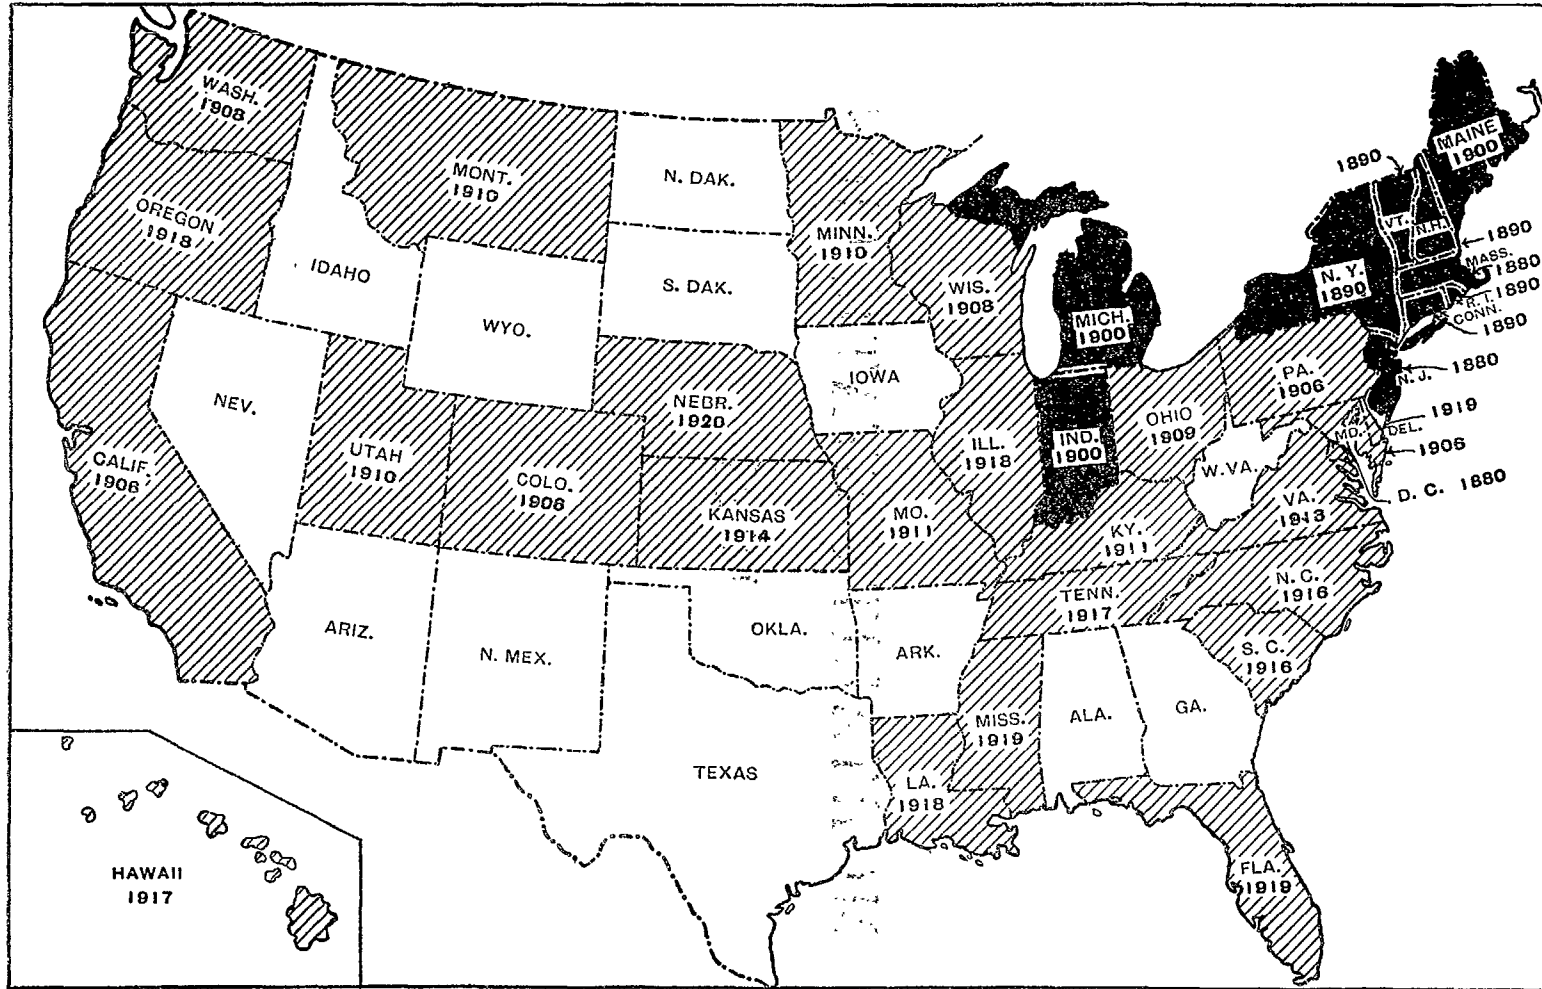 WASH.
1908
OREGON
1918
CALIF.
1906
NEV.
IDAHO
MONT.
1910
WYO.
UTAH
1910
COLO.
1906
ARIZ.
N. MEX.
N. DAK.
S. DAK.
NEBR.
1920
KANSAS
1914
OKLA.
TEXAS
MINN.
1910
IOWA
MO.
1911
ARK.
LA.
1918
WIS.
1908
ILL.
1918
MICH.
1900
IND.
1900
OHIO
1909
KY.
1911
TENN.
1917
MISS.
1919
ALA.
GA.
FLA.
1919
S. C.
1916
N. C.
1916
VA.
1913
W.VA.
PA.
1906
N. Y.
1890
MAINE
1900
1890
VT.
N.H.
1890
MASS.
1880
R. I.
1890
CONN.
1890
N. J.
1880
DEL.
1919
MD.
1906
D. C. 1880
HAWAII
1917